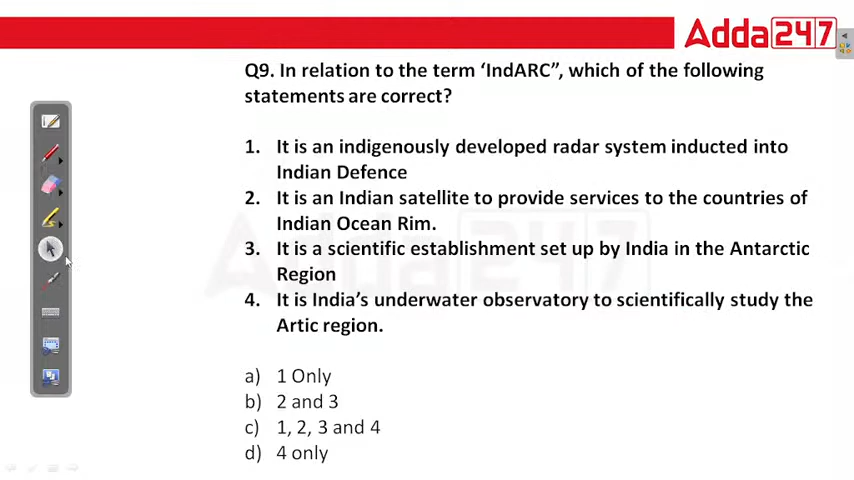 Adda247
Q9. In relation to the term ‘IndARC”, which of the following
statements are correct?
1. It is an indigenously developed radar system inducted into
Indian Defence
2. It is an Indian satellite to provide services to the countries of
Indian Ocean Rim.
3. It is a scientific establishment set up by India in the Antarctic
Region
4. It is India’s underwater observatory to scientifically study the
Artic region.
a) 1 Only
b) 2 and 3
c) 1, 2, 3 and 4
d) 4 only